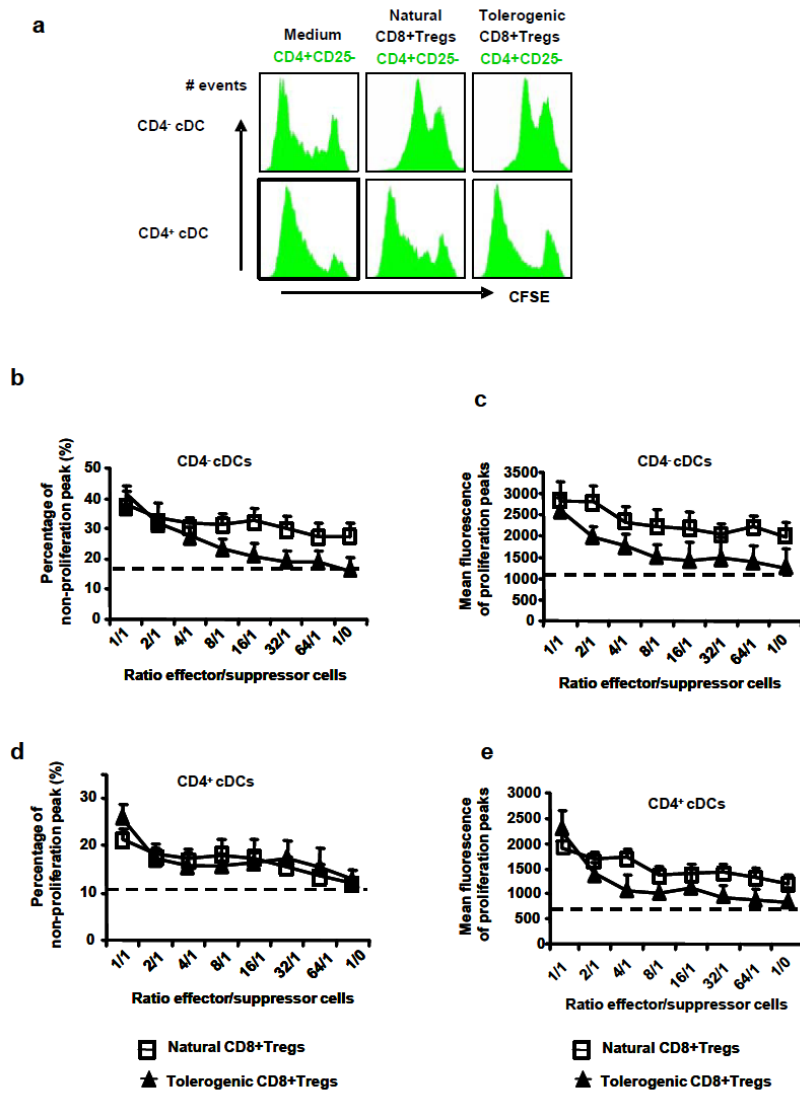 a
Medium
CD4+CD25-
Natural
CD8+Tregs
CD4+CD25-
Tolerogenic
CD8+Tregs
CD4+CD25-
# events
CD4- cDC
CD4+ cDC
CFSE
b
CD4- cDCs
Percentage of
non-proliferation peak (%)
50
40
30
20
10
0
1/1 2/1 4/1 8/1 16/1 32/1 64/1 1/0
Ratio effector/suppressor cells
c
CD4- cDCs
Mean fluorescence
of proliferation peaks
3500
3000
2500
2000
1500
1000
500
0
1/1 2/1 4/1 8/1 16/1 32/1 64/1 1/0
Ratio effector/suppressor cells
d
CD4+ cDCs
Percentage of
non-proliferation peak (%)
30
20
10
0
1/1 2/1 4/1 8/1 16/1 32/1 64/1 1/0
Ratio effector/suppressor cells
Natural CD8+Tregs
Tolerogenic CD8+Tregs
e
CD4+ cDCs
Mean fluorescence
of proliferation peaks
3000
2500
2000
1500
1000
500
0
1/1 2/1 4/1 8/1 16/1 32/1 64/1 1/0
Ratio effector/suppressor cells
Natural CD8+Tregs
Tolerogenic CD8+Tregs